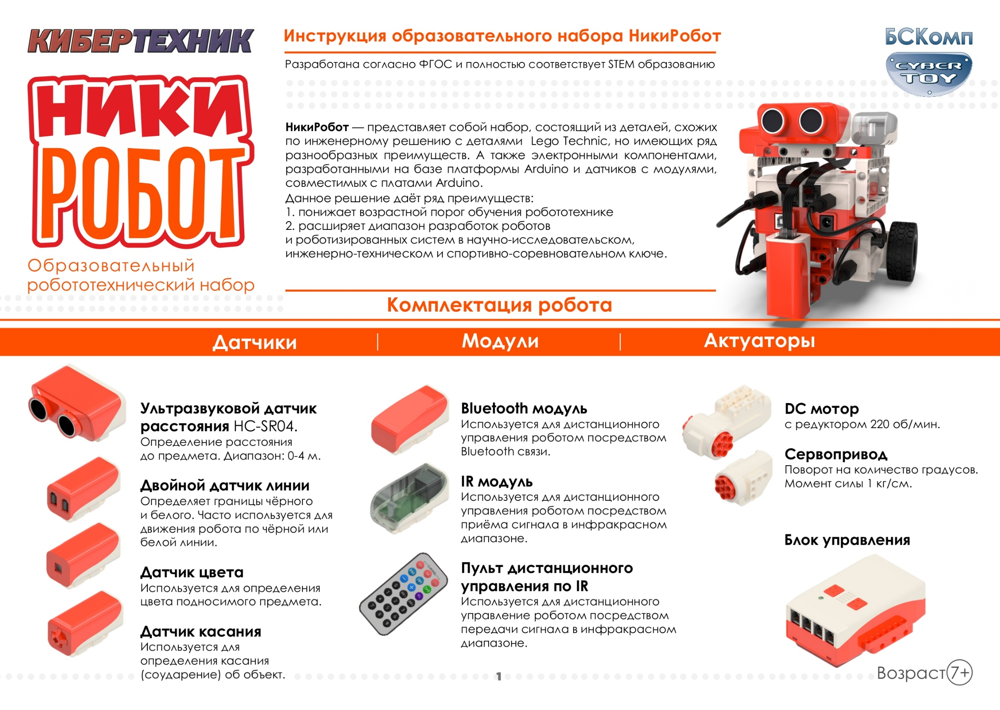 КИБЕРТЕХНИК
НИКИ
РОБОТ
Образовательный
робототехнический набор
Инструкция образовательного набора НикиРобот
Разработана согласно ФГОС и полностью соответствует STEM образованию
БСКомп
CYBER
TOY
НикиРобот — представляет собой набор, состоящий из деталей, схожих
по инженерному решению с деталями Lego Technic, но имеющих ряд
разнообразных преимуществ. А также электронными компонентами,
разработанными на базе платформы Arduino и датчиков с модулями,
совместимых с платами Arduino.
Данное решение даёт ряд преимуществ:
1. понижает возрастной порог обучения робототехнике
2. расширяет диапазон разработок роботов
и роботизированных систем в научно-исследовательском,
инженерно-техническом и спортивно-соревновательном ключе.
Комплектация робота
Датчики
Модули
Актуаторы
Ультразвуковой датчик
расстояния HC-SR04.
Определение расстояния
до предмета. Диапазон: 0-4 м.
Двойной датчик линии
Определяет границы чёрного
и белого. Часто используется для
движения робота по чёрной или
белой линии.
Датчик цвета
Используется для определения
цвета подносимого предмета.
Датчик касания
Используется для
определения касания
(соударение) об объект.
Bluetooth модуль
Используется для дистанционного
управления роботом посредством
Bluetooth связи.
IR модуль
Используется для дистанционного
управления роботом посредством
приёма сигнала в инфракрасном
диапазоне.
Пульт дистанционного
управления по IR
Используется для дистанционного
управление роботом посредством
передачи сигнала в инфракрасном
диапазоне.
DC мотор
с редуктором 220 об/мин.
Сервопривод
Поворот на количество градусов.
Момент силы 1 кг/см.
Блок управления
1
Возраст 7+